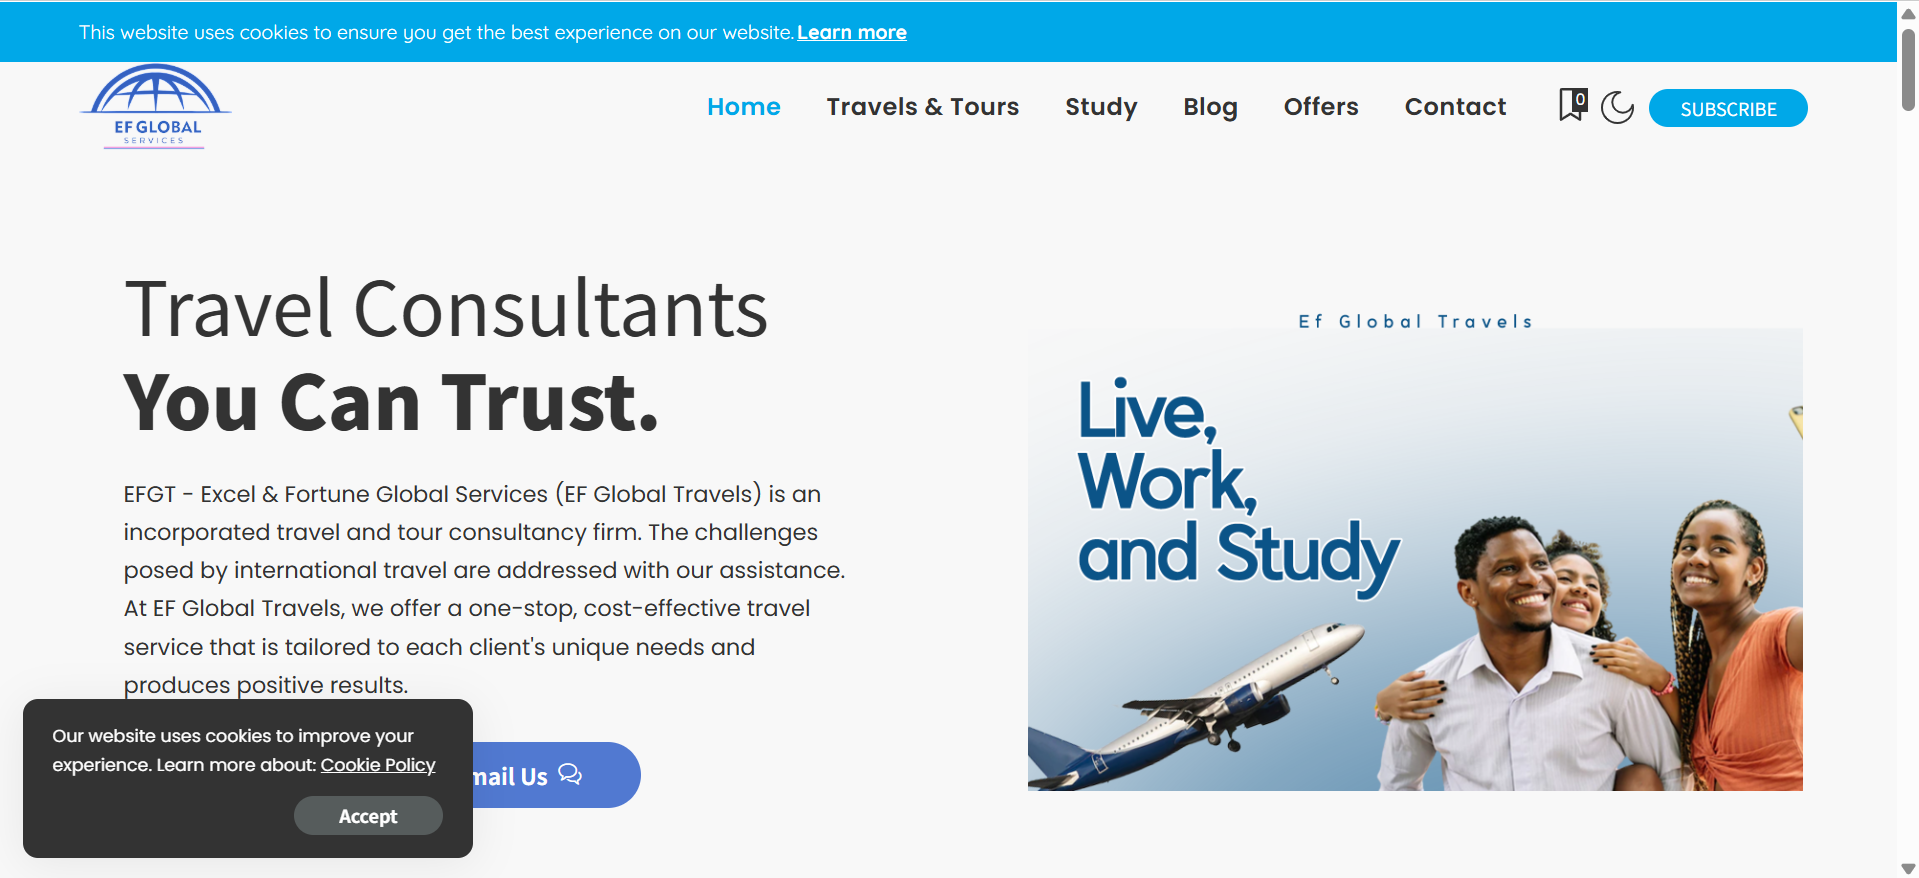 This website uses cookies to ensure you get the best experience on our website. Learn more
EF GLOBAL
SERVICES
Home Travels & Tours Study Blog Offers Contact 0 SUBSCRIBE
Travel Consultants
You Can Trust.
EFGT - Excel & Fortune Global Services (EF Global Travels) is an
incorporated travel and tour consultancy firm. The challenges
posed by international travel are addressed with our assistance.
At EF Global Travels, we offer a one-stop, cost-effective travel
service that is tailored to each client's unique needs and
produces positive results.
Ef Global Travels
Live,
Work,
and Study
Our website uses cookies to improve your
experience. Learn more about: Cookie Policy
Accept
mail Us